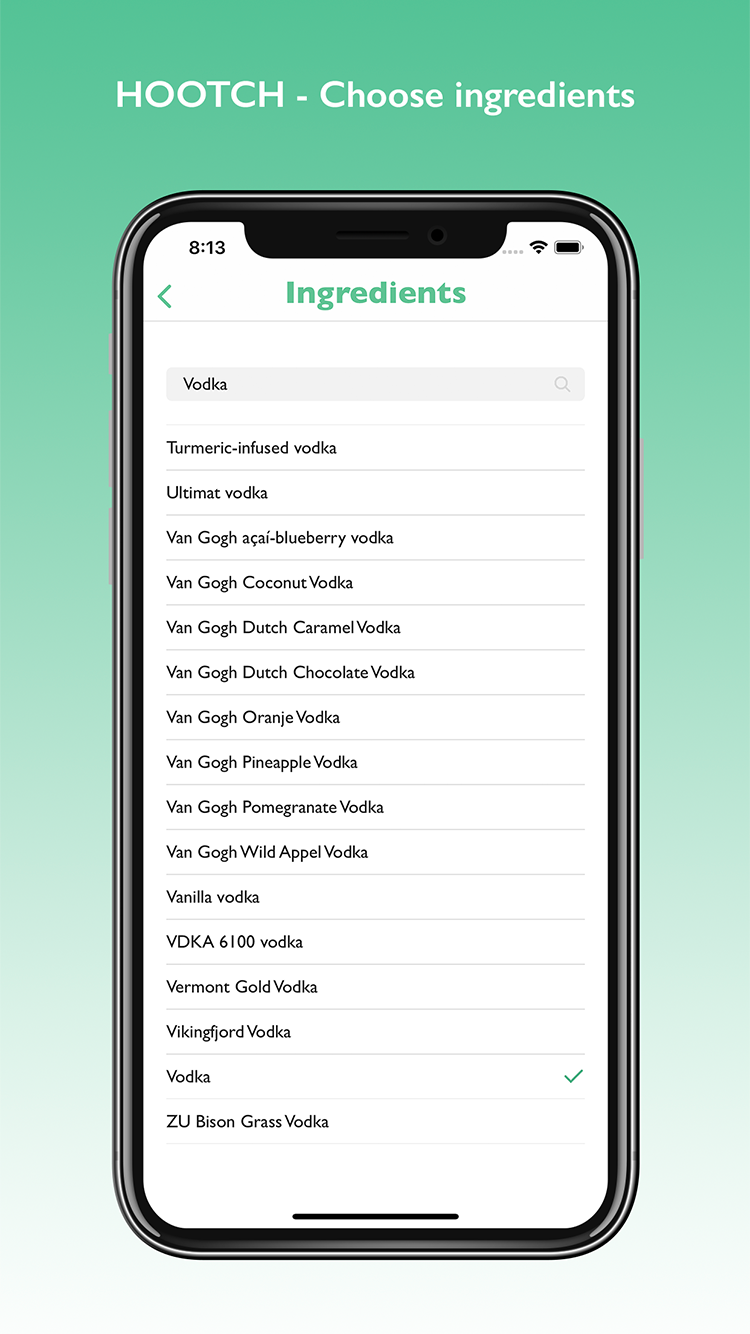 HOOTCH - Choose ingredients
8:13
Ingredients
Vodka
Turmeric-infused vodka
Ultimat vodka
Van Gogh açaí-blueberry vodka
Van Gogh Coconut Vodka
Van Gogh Dutch Caramel Vodka
Van Gogh Dutch Chocolate Vodka
Van Gogh Oranje Vodka
Van Gogh Pineapple Vodka
Van Gogh Pomegranate Vodka
Van Gogh Wild Appel Vodka
Vanilla vodka
VDKA 6100 vodka
Vermont Gold Vodka
Vikingfjord Vodka
Vodka
ZU Bison Grass Vodka